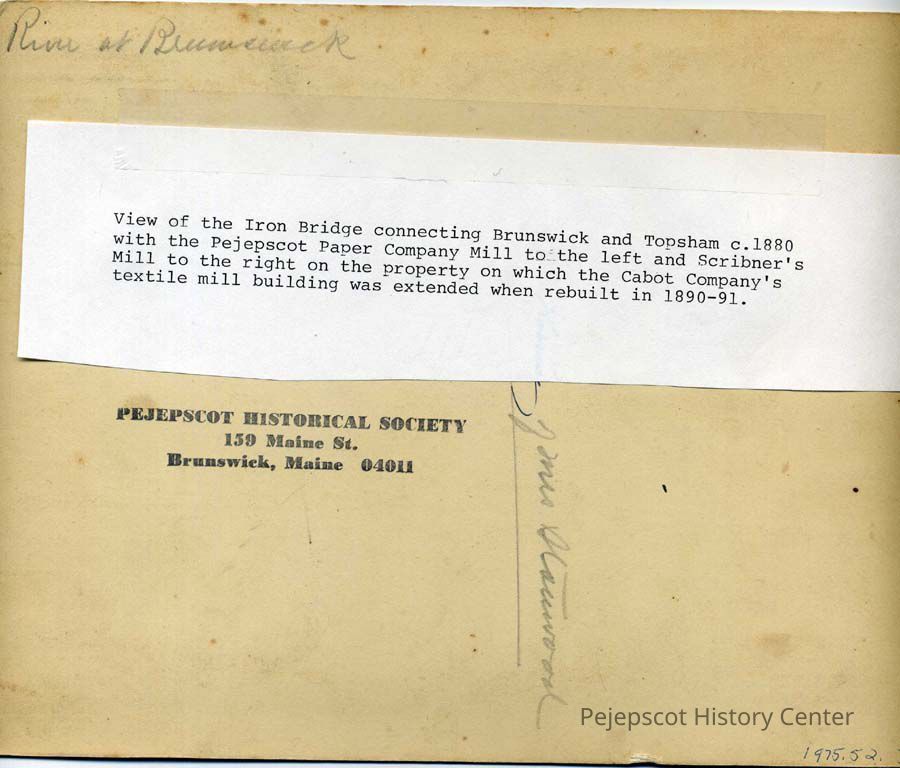 River at Brunswick
View of the Iron Bridge connecting Brunswick and Topsham c.1880
with the Pejepscot Paper Company Mill to the left and Scribner's
Mill to the right on the property on which the Cabot Company's
textile mill building was extended when rebuilt in 1890-91.
PEJEPSCOT HISTORICAL SOCIETY
159 Maine St.
Brunswick, Maine 04011
Stanwood
Pejepscot History Center
1975.52.